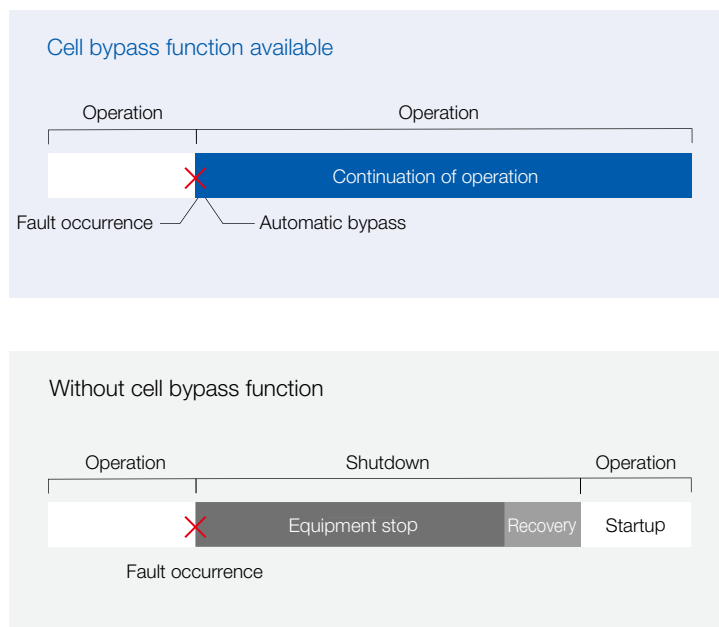 Cell bypass function available
Operation Operation
Continuation of operation
Fault occurrence Automatic bypass
Without cell bypass function
Operation Shutdown Operation
Equipment stop Recovery Startup
Fault occurrence